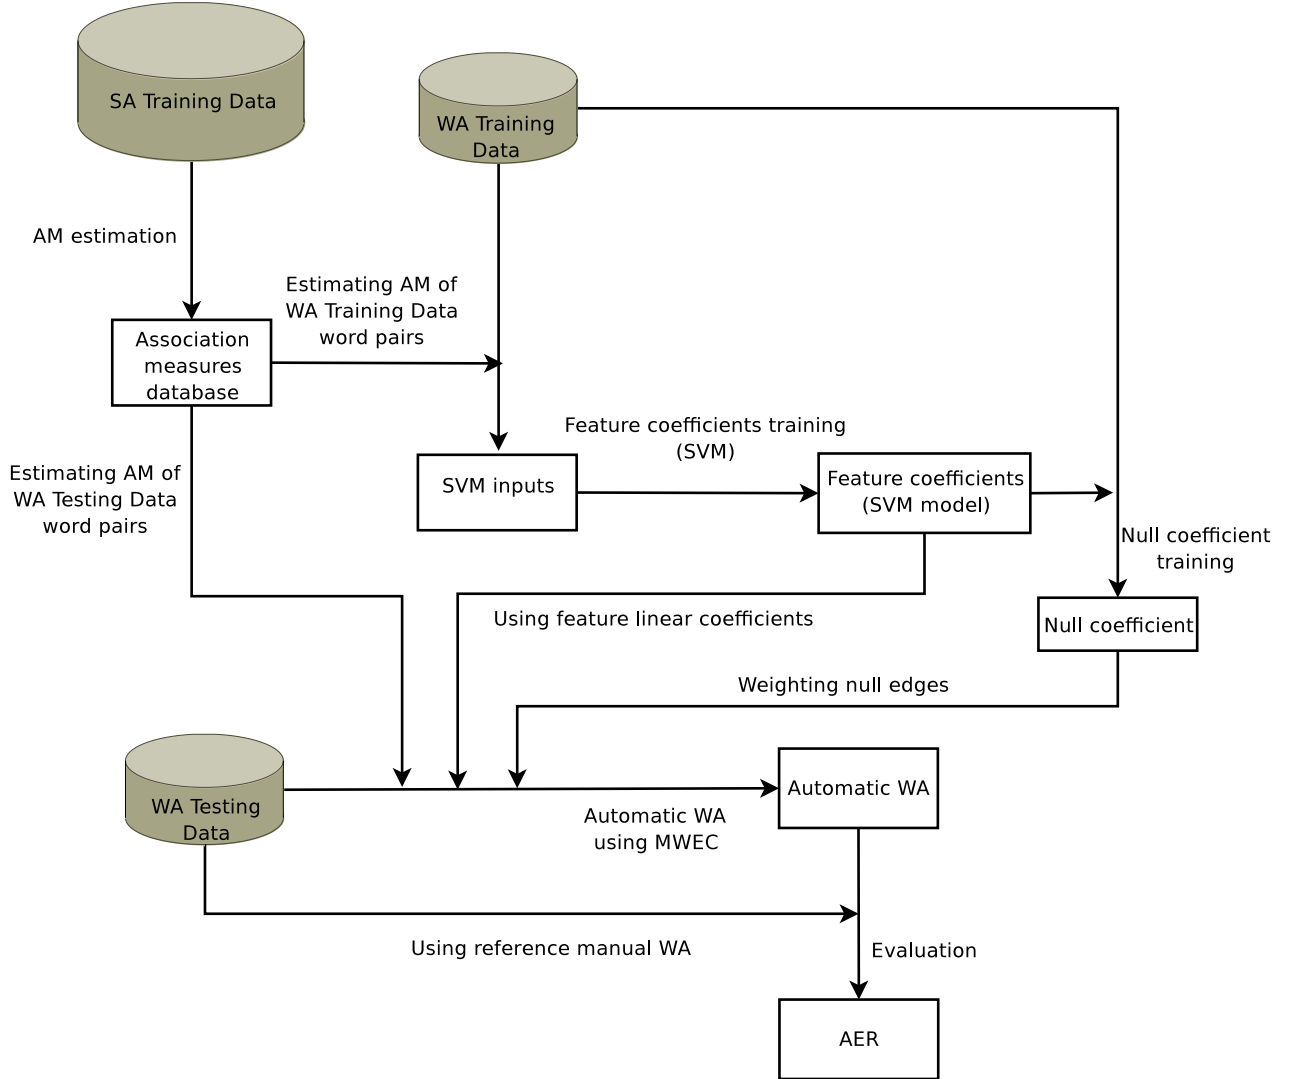 SA Training Data
WA Training
Data
AM estimation
Estimating AM of
WA Training Data
word pairs
Association
measures
database
Feature coefficients training
(SVM)
Estimating AM of
WA Testing Data
word pairs
SVM inputs
Feature coefficients
(SVM model)
Null coefficient
training
Using feature linear coefficients
Null coefficient
Weighting null edges
WA Testing
Data
Automatic WA
using MWEC
Automatic WA
Using reference manual WA
Evaluation
AER